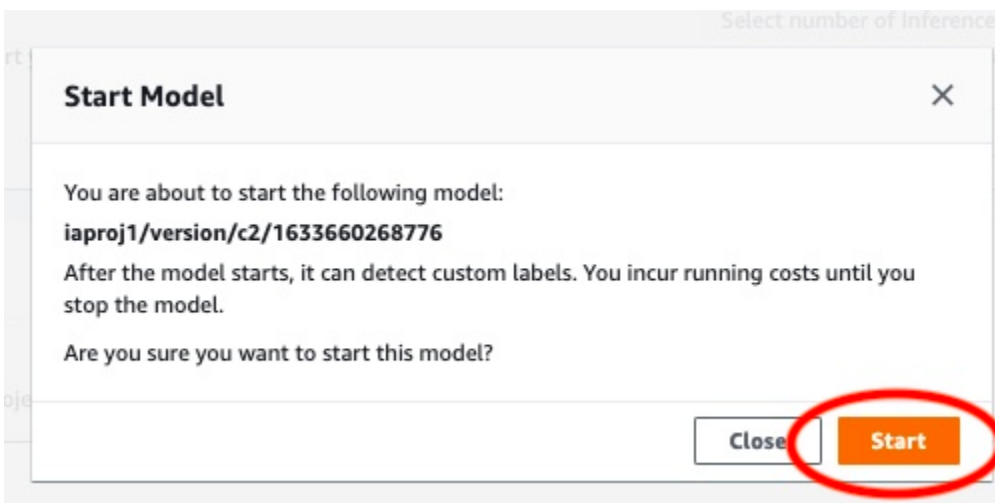 Select number of Inference
Start Model
You are about to start the following model:
iaproj1/version/c2/1633660268776
After the model starts, it can detect custom labels. You incur running costs until you
stop the model.
Are you sure you want to start this model?
Close Start